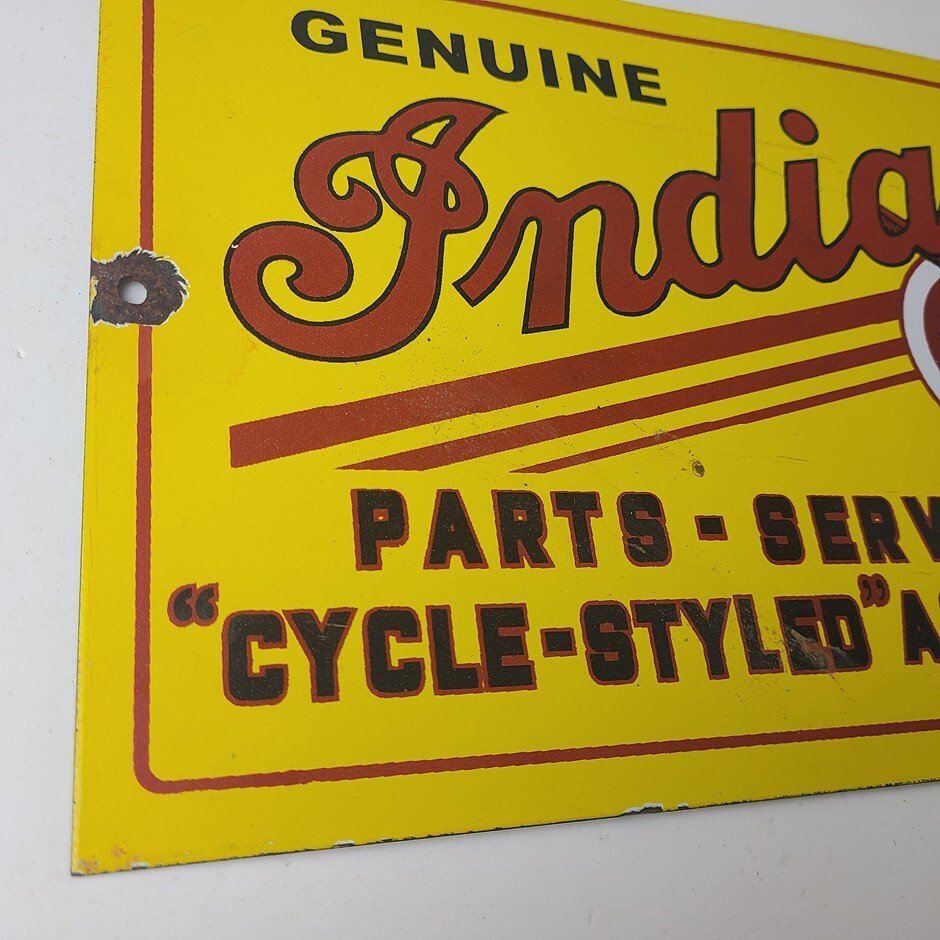 GENUINE
India
PARTS - SERV
"CYCLE-STYLED" A